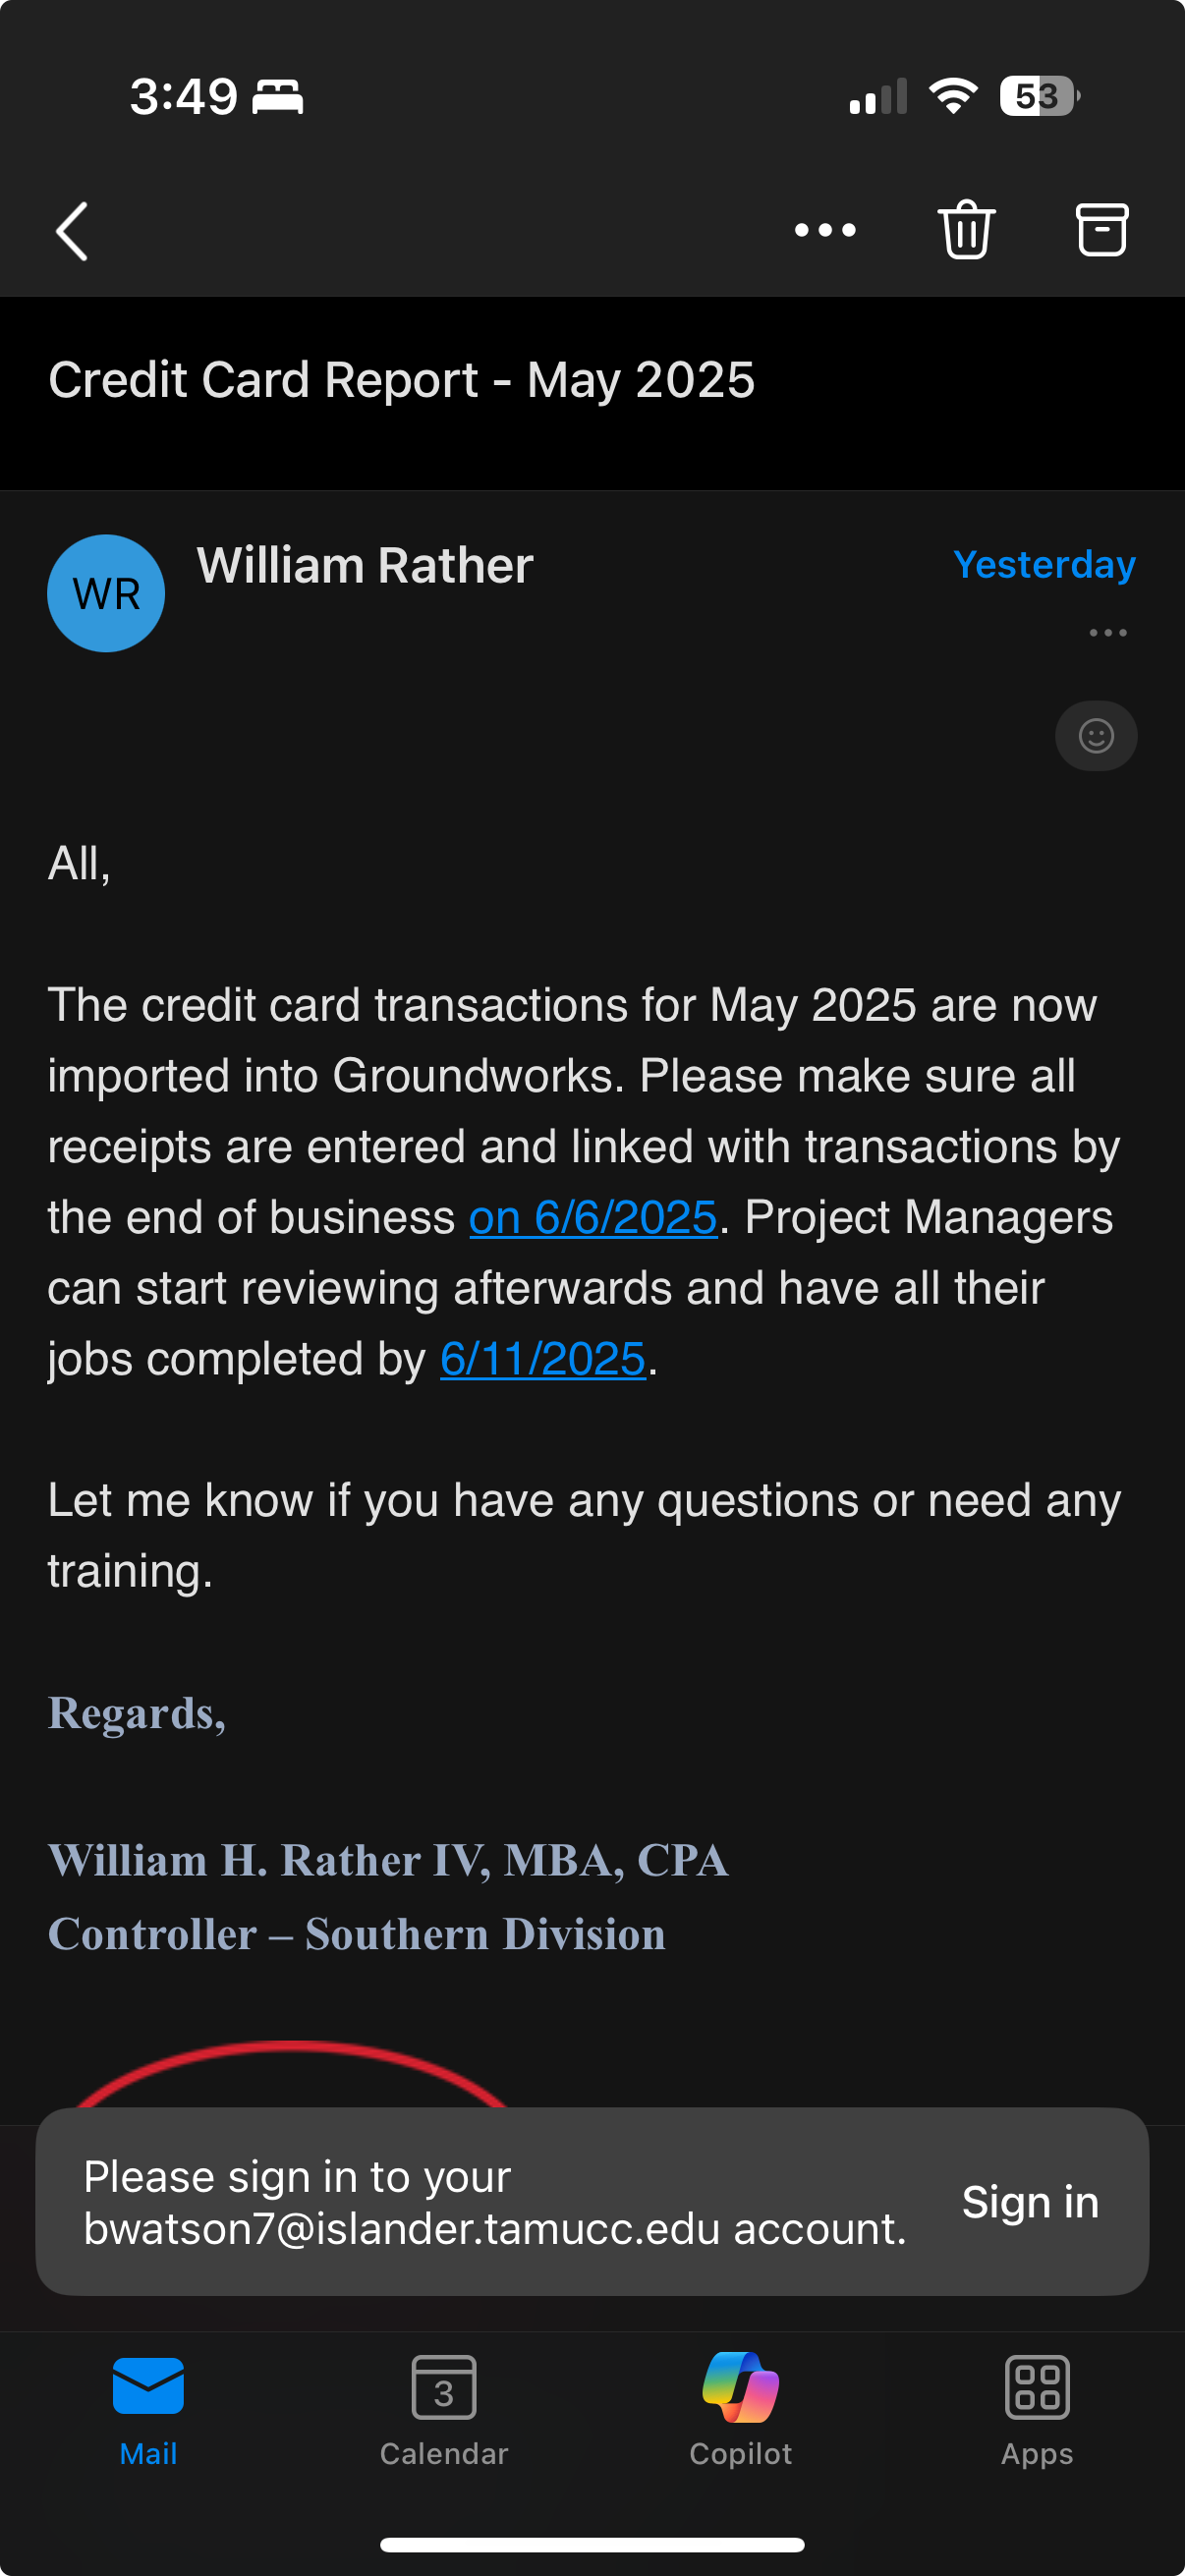 3:49
53
Credit Card Report - May 2025
WR
William Rather
Yesterday
All,
The credit card transactions for May 2025 are now
imported into Groundworks. Please make sure all
receipts are entered and linked with transactions by
the end of business on 6/6/2025. Project Managers
can start reviewing afterwards and have all their
jobs completed by 6/11/2025.
Let me know if you have any questions or need any
training.
Regards,
William H. Rather IV, MBA, CPA
Controller – Southern Division
Please sign in to your
bwatson7@islander.tamucc.edu account.
Sign in
3
Mail
Calendar
Copilot
Apps